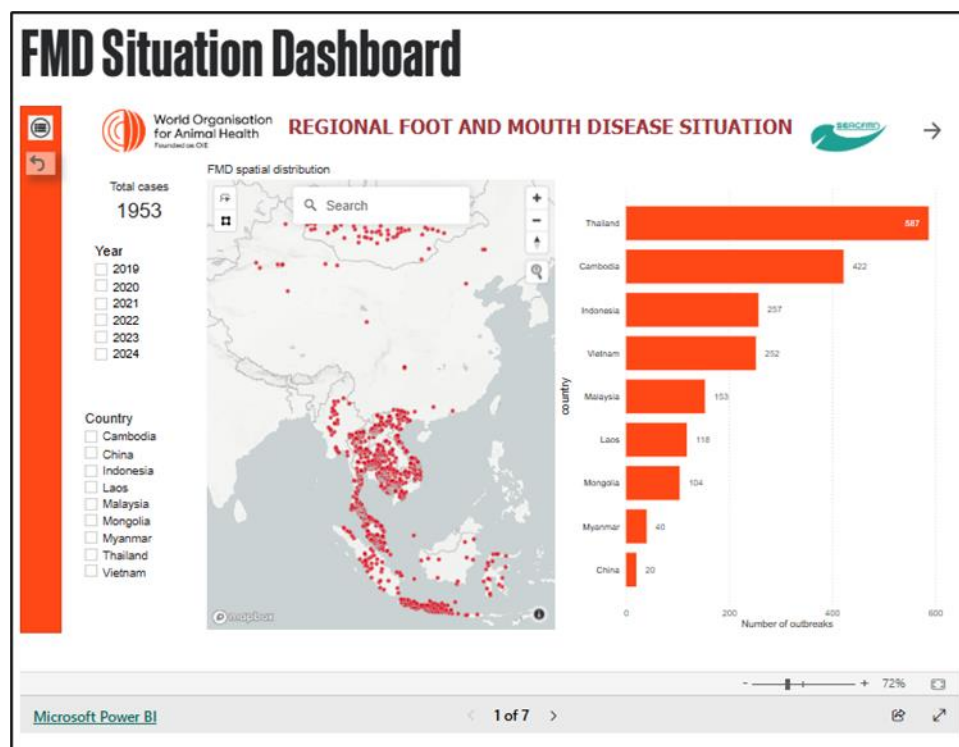 FMD Situation Dashboard
World Organisation
for Animal Health
Founded as OIE
REGIONAL FOOT AND MOUTH DISEASE SITUATION
SEACFMD
Total cases
1953
Year
2019
2020
2021
2022
2023
2024
Country
Cambodia
China
Indonesia
Laos
Malaysia
Mongolia
Myanmar
Thailand
Vietnam
FMD spatial distribution
Search
mapbox
country
Thailand 587
Cambodia 422
Indonesia 257
Vietnam 252
Malaysia 153
Laos 118
Mongolia 104
Myanmar 40
China 20
0 200 400 600
Number of outbreaks
- + 72%
Microsoft Power BI
1 of 7